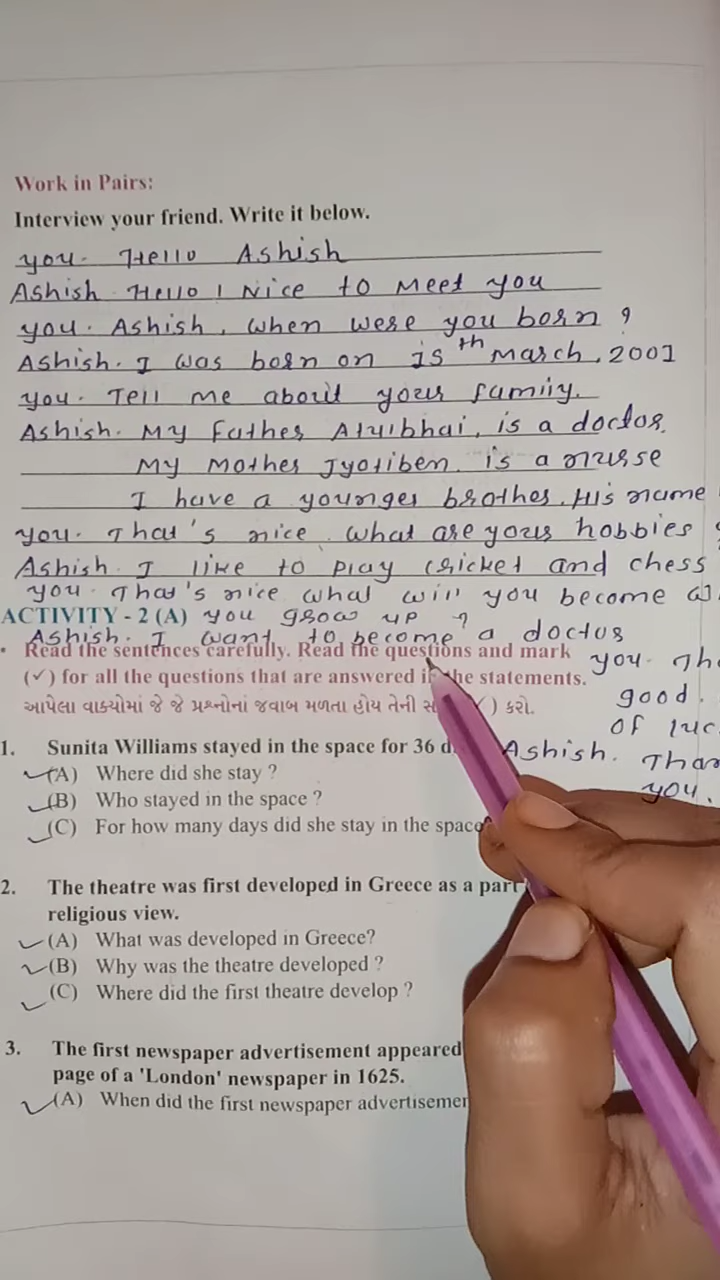 Work in Pairs:
Interview your friend. Write it below.
you. Hello Ashish
Ashish. Hello! Nice to Meet you
you. Ashish, when were you born ?
Ashish. I was born on 15th March, 2001
you. Tell me about your family.
Ashish. My Father Atulbhai, is a doctor.
My Mother Jyotiben. is a nurse
I have a younger brother. His name
you. That's nice. what are your hobbies ?
Ashish. I like to play cricket and chess
you. That's nice what will you become as
ACTIVITY - 2 (A) you grow up ?
Ashish. I want to become a doctor
• Read the sentences carefully. Read the questions and mark
you. Tha
(✓) for all the questions that are answered in the statements.
good.
આપેલા વાક્યોમાં જે જે પ્રશ્નોનાં જવાબ મળતા હોય તેની ) કરો.
of luc
1. Sunita Williams stayed in the space for 36 d
Ashish. Than
you.
(A) Where did she stay ?
(B) Who stayed in the space ?
(C) For how many days did she stay in the space
2. The theatre was first developed in Greece as a part
religious view.
(A) What was developed in Greece?
(B) Why was the theatre developed ?
(C) Where did the first theatre develop ?
3. The first newspaper advertisement appeared
page of a 'London' newspaper in 1625.
(A) When did the first newspaper advertisemen